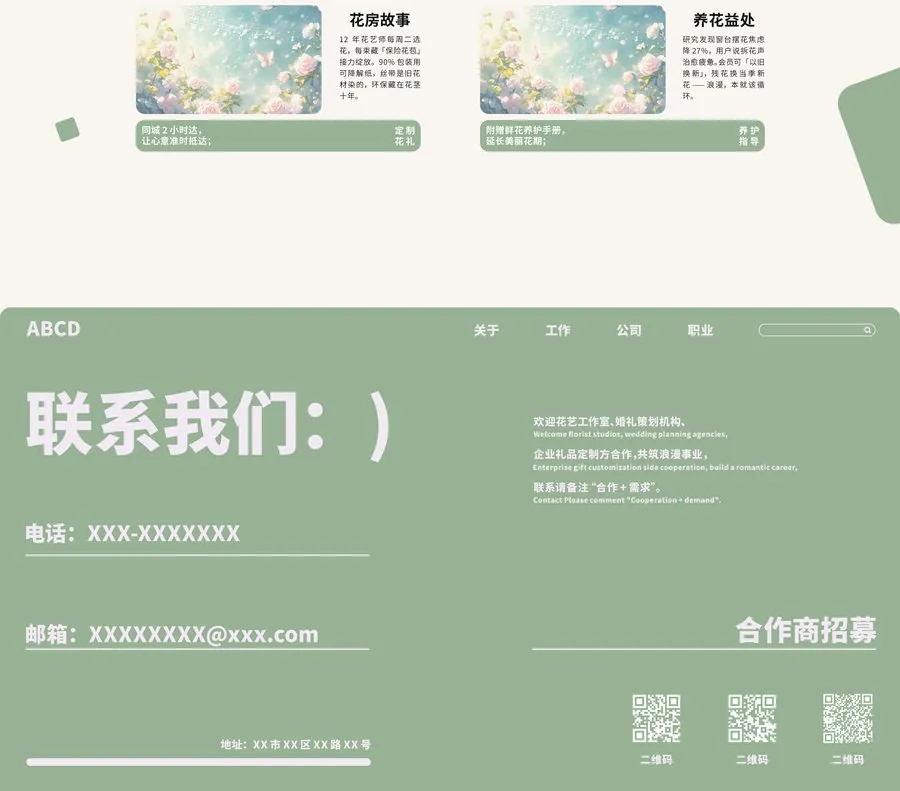 花房故事
12 年花艺师每周二选
花，每束藏「保险花苞」
接力绽放。90% 包装用
可降解纸，丝带是旧花
材染的，环保藏在花茎
十年。
同城 2 小时达，
让心意准时抵达；
定制
花礼
养花益处
研究发现窗台摆花焦虑
降 27%，用户说拆花声
治愈疲惫。会员可「以旧
换新」，残花换当季新
花 —— 浪漫，本就该循
环。
附赠鲜花养护手册，
延长美丽花期；
养护
指导
ABCD
关于
工作
公司
职业
联系我们：)
欢迎花艺工作室、婚礼策划机构、
Welcome florist studios, wedding planning agencies,
企业礼品定制方合作，共筑浪漫事业，
Enterprise gift customization side cooperation, build a romantic career,
联系请备注 “合作 + 需求”。
Contact Please comment "Cooperation + demand".
电话：XXX-XXXXXXX
邮箱：XXXXXXXX@xxx.com
合作商招募
地址：XX 市 XX 区 XX 路 XX 号
二维码
二维码
二维码